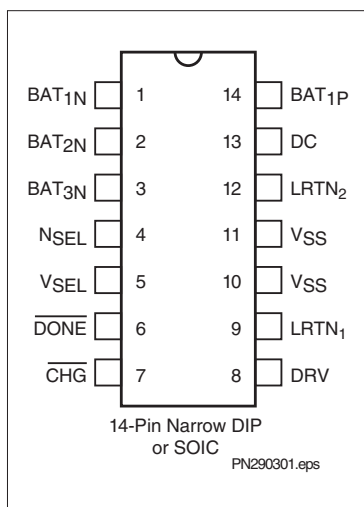 BAT1N 1 14 BAT1P
BAT2N 2 13 DC
BAT3N 3 12 LRTN2
NSEL 4 11 VSS
VSEL 5 10 VSS
DONE 6 9 LRTN1
CHG 7 8 DRV
14-Pin Narrow DIP
or SOIC
PN290301.eps